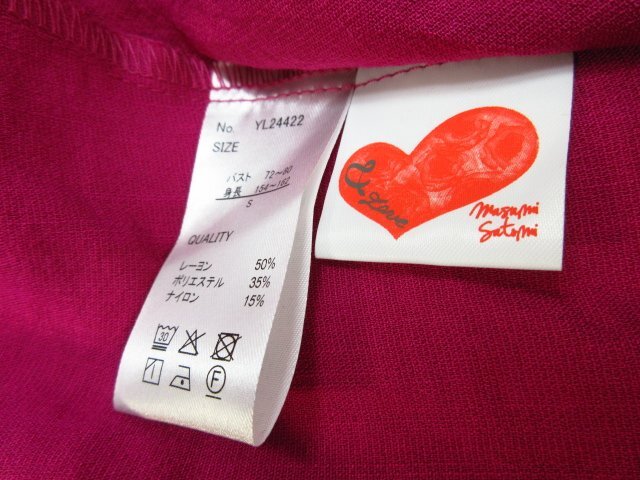 No. YL24422
SIZE
バスト 72～80
身長 154～162
S
QUALITY
レーヨン 50%
ポリエステル 35%
ナイロン 15%
30
F
Love
Masumi
Satomi